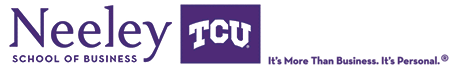 Neeley
SCHOOL OF BUSINESS
TCU
It's More Than Business. It's Personal.®